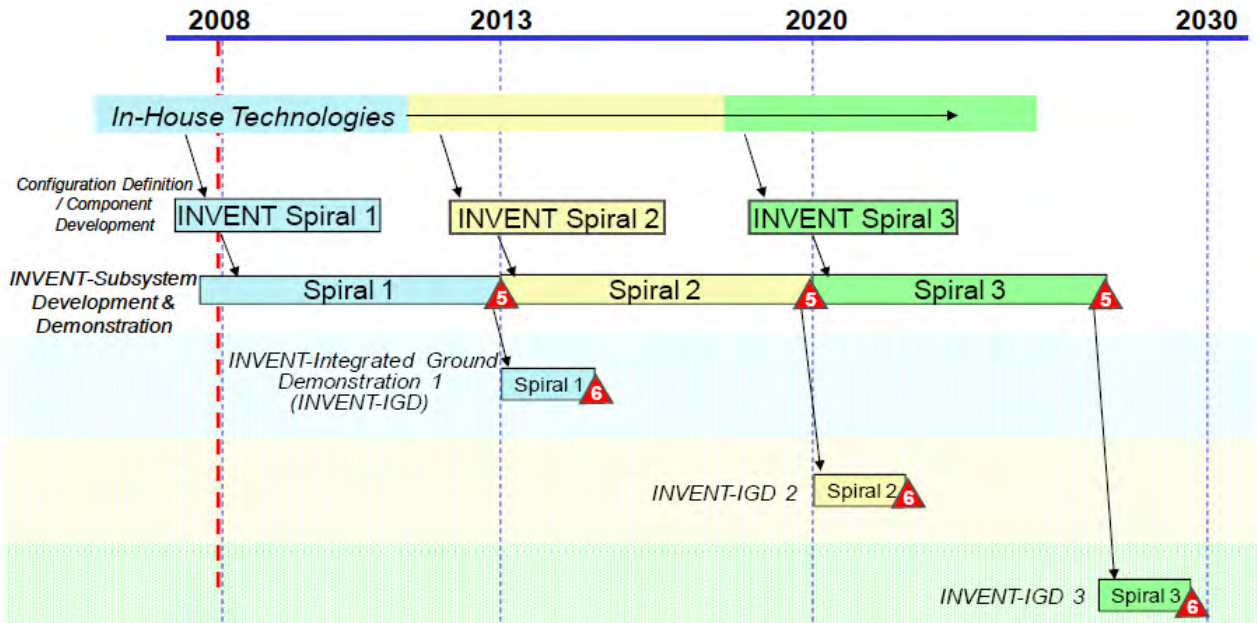 2008 2013 2020 2030
In-House Technologies
Configuration Definition
/ Component
Development
INVENT Spiral 1 INVENT Spiral 2 INVENT Spiral 3
INVENT-Subsystem
Development &
Demonstration
Spiral 1 5 Spiral 2 5 Spiral 3 5
INVENT-Integrated Ground
Demonstration 1
(INVENT-IGD)
Spiral 1 6
INVENT-IGD 2 Spiral 2 6
INVENT-IGD 3 Spiral 3 6